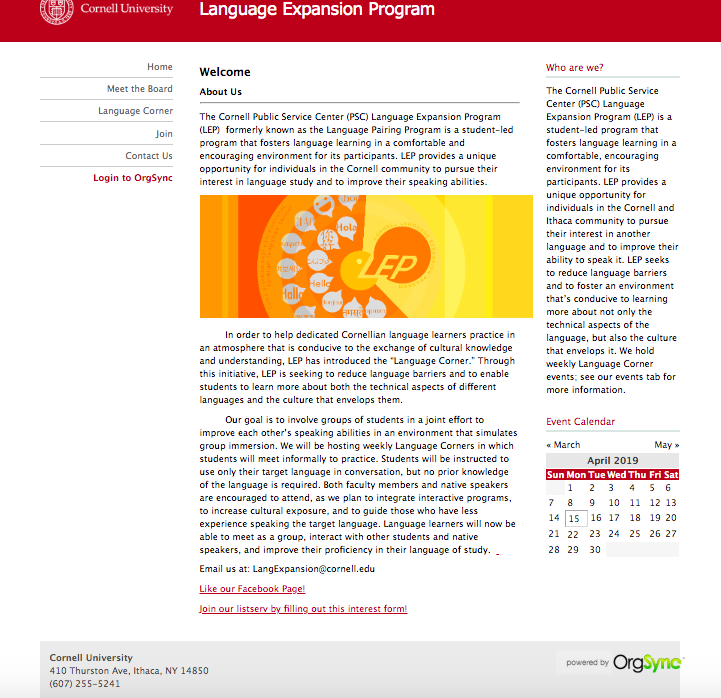 Cornell University
Language Expansion Program
Home
Meet the Board
Language Corner
Join
Contact Us
Login to OrgSync
Welcome
About Us
The Cornell Public Service Center (PSC) Language Expansion Program
(LEP)  formerly known as the Language Pairing Program is a student-led
program that fosters language learning in a comfortable and
encouraging environment for its participants. LEP provides a unique
opportunity for individuals in the Cornell community to pursue their
interest in language study and to improve their speaking abilities.
Hola
Hello
Hallo
LEP
In order to help dedicated Cornellian language learners practice in
an atmosphere that is conducive to the exchange of cultural knowledge
and understanding, LEP has introduced the "Language Corner." Through
this initiative, LEP is seeking to reduce language barriers and to enable
students to learn more about both the technical aspects of different
languages and the culture that envelops them.
Our goal is to involve groups of students in a joint effort to
improve each other's speaking abilities in an environment that simulates
group immersion. We will be hosting weekly Language Corners in which
students will meet informally to practice. Students will be instructed to
use only their target language in conversation, but no prior knowledge
of the language is required. Both faculty members and native speakers
are encouraged to attend, as we plan to integrate interactive programs,
to increase cultural exposure, and to guide those who have less
experience speaking the target language. Language learners will now be
able to meet as a group, interact with other students and native
speakers, and improve their proficiency in their language of study.
Email us at: LangExpansion@cornell.edu
Like our Facebook Page!
Join our listserv by filling out this interest form!
Who are we?
The Cornell Public Service
Center (PSC) Language
Expansion Program (LEP) is a
student-led program that
fosters language learning in a
comfortable, encouraging
environment for its
participants. LEP provides a
unique opportunity for
individuals in the Cornell and
Ithaca community to pursue
their interest in another
language and to improve their
ability to speak it. LEP seeks
to reduce language barriers
and to foster an environment
that's conducive to learning
more about not only the
technical aspects of the
language, but also the culture
that envelops it. We hold
weekly Language Corner
events; see our events tab for
more information.
Event Calendar
« March May »
April 2019
Sun Mon Tue Wed Thu Fri Sat
1 2 3 4 5 6
7 8 9 10 11 12 13
14 15 16 17 18 19 20
21 22 23 24 25 26 27
28 29 30
Cornell University
410 Thurston Ave, Ithaca, NY 14850
(607) 255-5241
powered by OrgSync